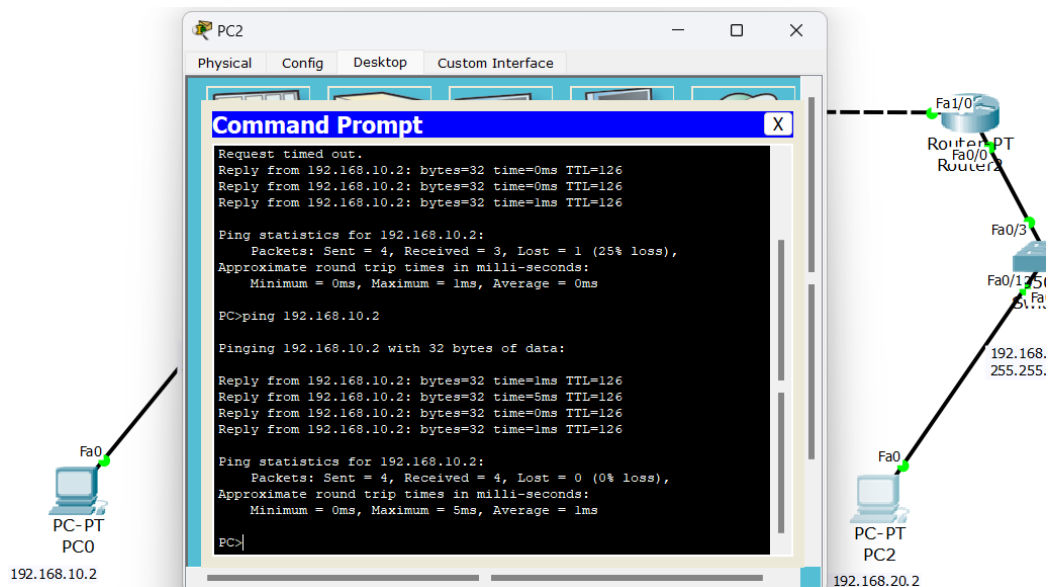 PC2
Physical Config Desktop Custom Interface
Command Prompt
X
Request timed out.
Reply from 192.168.10.2: bytes=32 time=0ms TTL=126
Reply from 192.168.10.2: bytes=32 time=0ms TTL=126
Reply from 192.168.10.2: bytes=32 time=1ms TTL=126
Ping statistics for 192.168.10.2:
Packets: Sent = 4, Received = 3, Lost = 1 (25% loss),
Approximate round trip times in milli-seconds:
Minimum = 0ms, Maximum = 1ms, Average = 0ms
PC>ping 192.168.10.2
Pinging 192.168.10.2 with 32 bytes of data:
Reply from 192.168.10.2: bytes=32 time=1ms TTL=126
Reply from 192.168.10.2: bytes=32 time=5ms TTL=126
Reply from 192.168.10.2: bytes=32 time=0ms TTL=126
Reply from 192.168.10.2: bytes=32 time=1ms TTL=126
Ping statistics for 192.168.10.2:
Packets: Sent = 4, Received = 4, Lost = 0 (0% loss),
Approximate round trip times in milli-seconds:
Minimum = 0ms, Maximum = 5ms, Average = 1ms
PC>
Fa0
PC-PT
PC0
192.168.10.2
Fa1/0
Router-PT
Fa0/0
Router2
Fa0/3
Fa0/1
192.168.
255.255.
Fa0
PC-PT
PC2
192.168.20.2